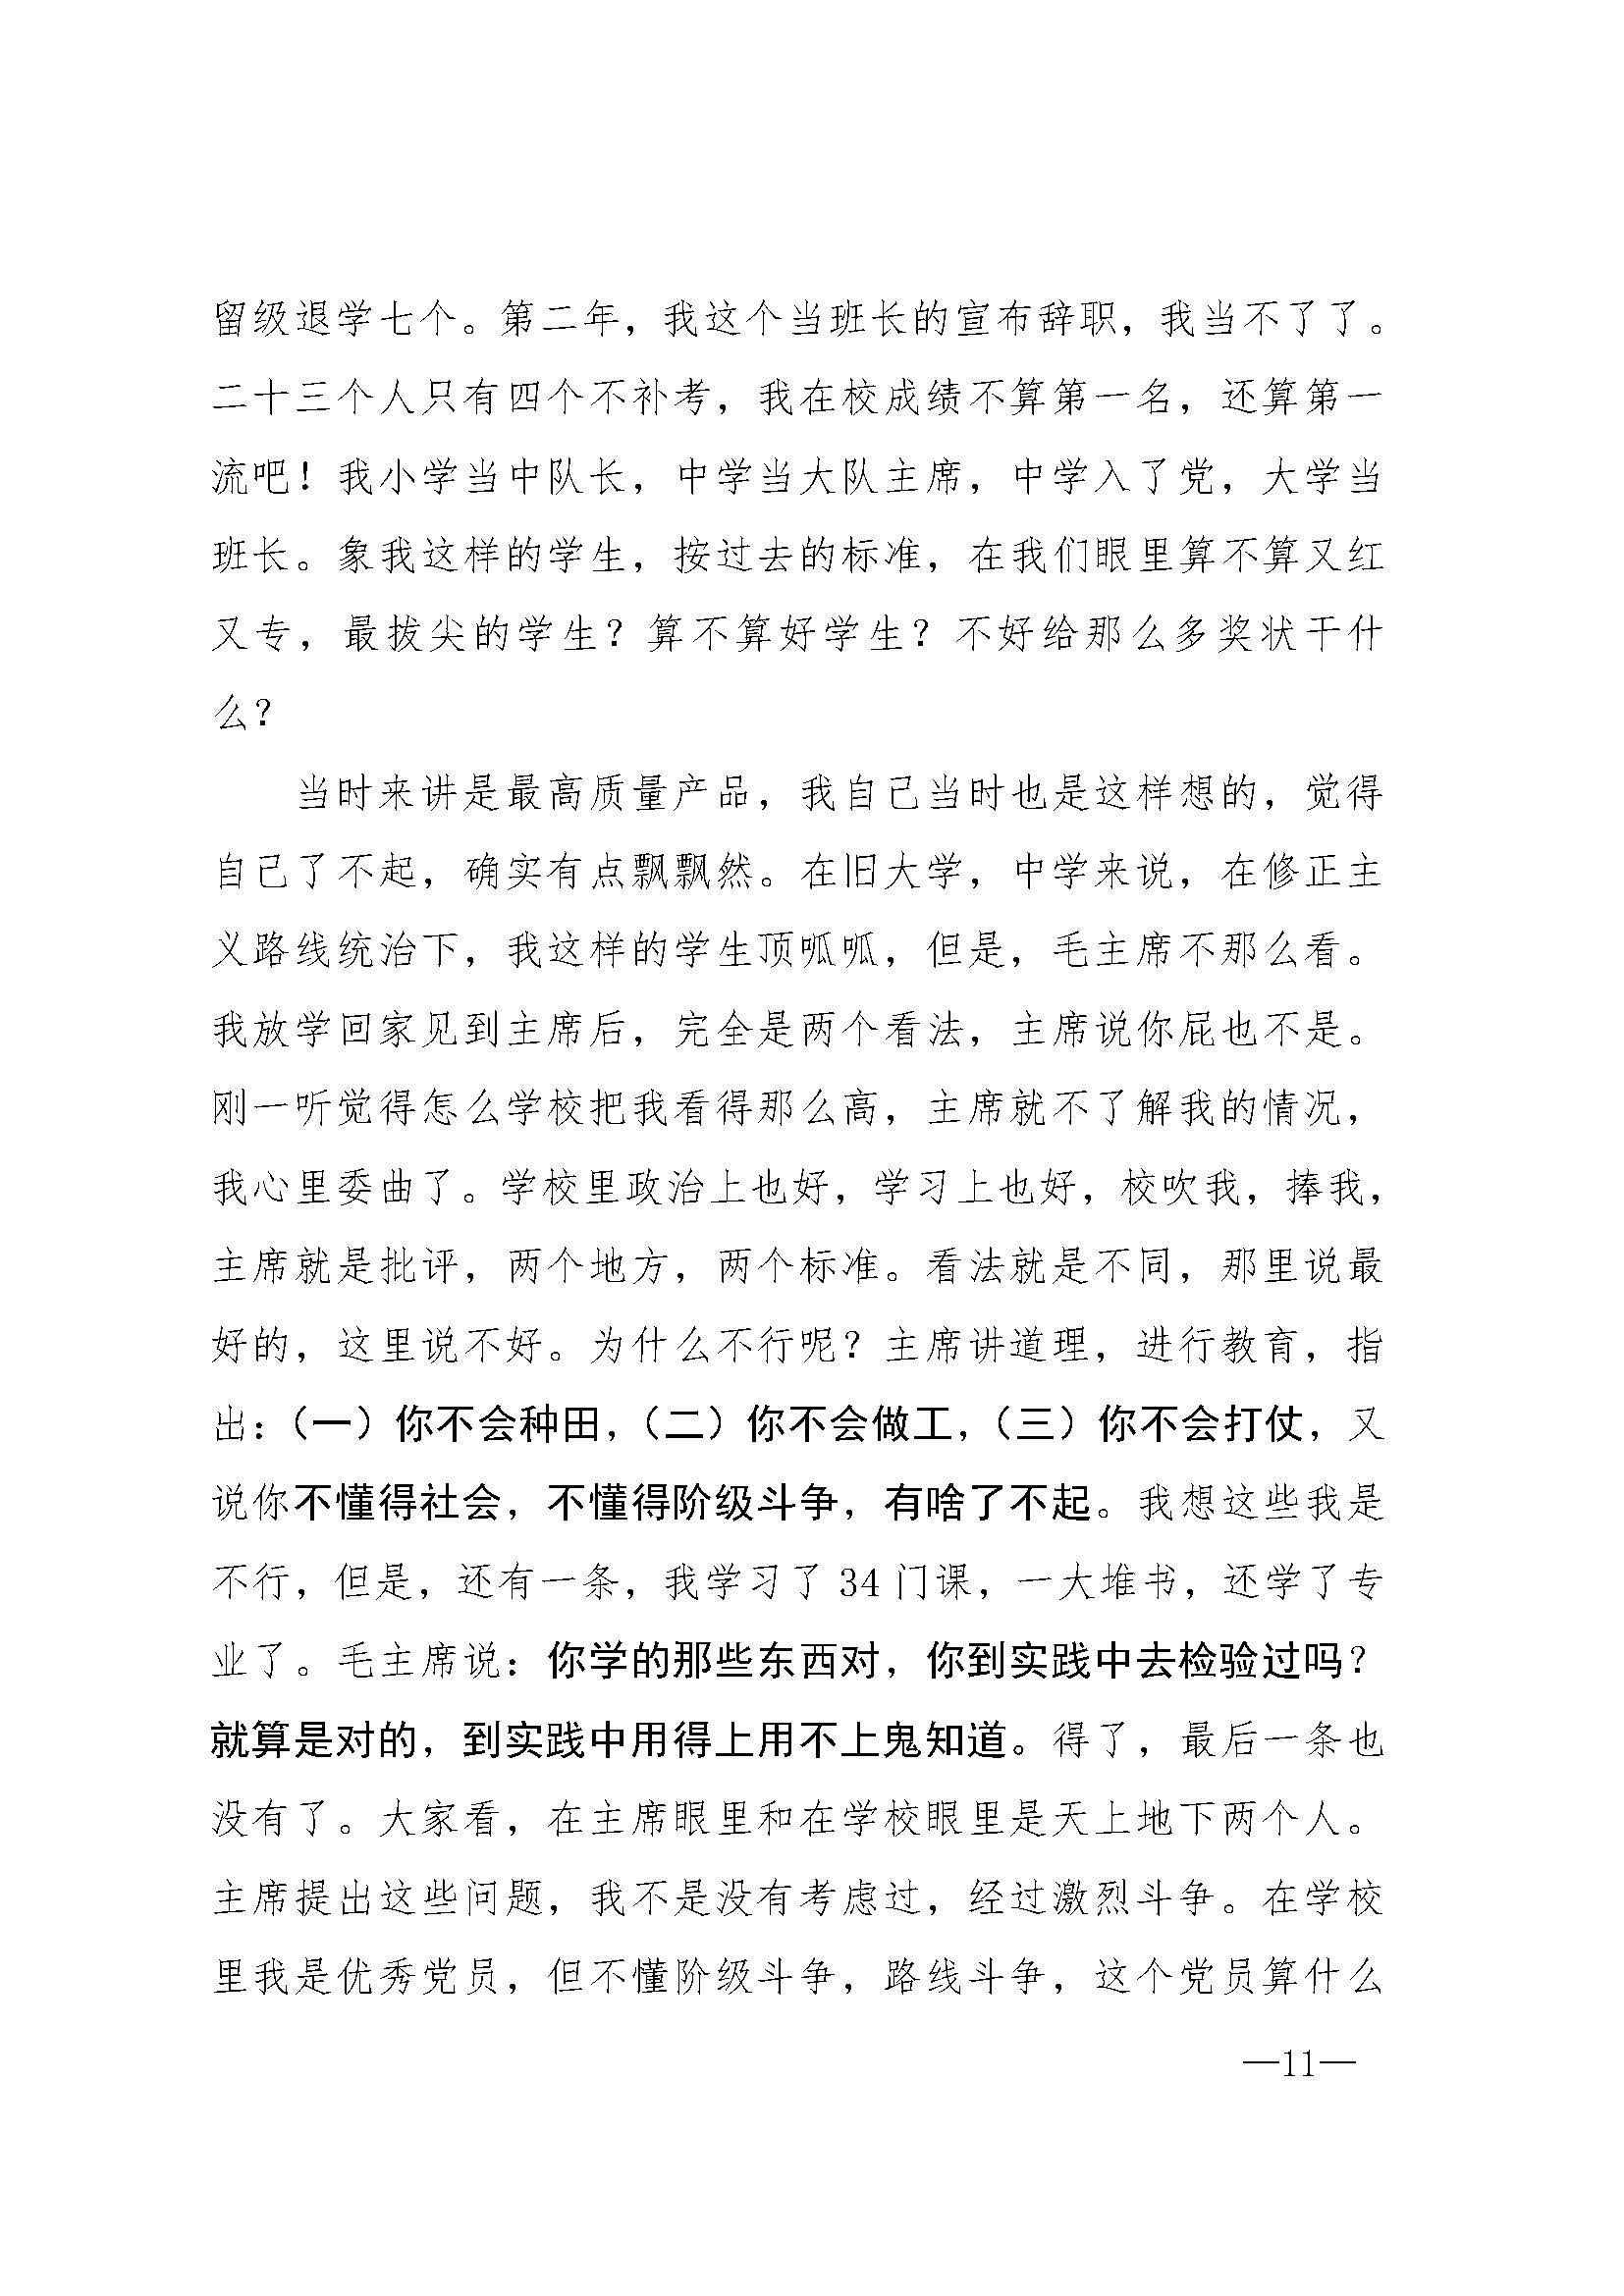 留级退学七个。第二年，我这个当班长的宣布辞职，我当不了了。
二十三个人只有四个不补考，我在校成绩不算第一名，还算第一
流吧！我小学当中队长，中学当大队主席，中学入了党，大学当
班长。象我这样的学生，按过去的标准，在我们眼里算不算又红
又专，最拔尖的学生？算不算好学生？不好给那么多奖状干什
么？
当时来讲是最高质量产品，我自己当时也是这样想的，觉得
自己了不起，确实有点飘飘然。在旧大学，中学来说，在修正主
义路线统治下，我这样的学生顶呱呱，但是，毛主席不那么看。
我放学回家见到主席后，完全是两个看法，主席说你屁也不是。
刚一听觉得怎么学校把我看得那么高，主席就不了解我的情况，
我心里委曲了。学校里政治上也好，学习上也好，校吹我，捧我，
主席就是批评，两个地方，两个标准。看法就是不同，那里说最
好的，这里说不好。为什么不行呢？主席讲道理，进行教育，指
出：（一）你不会种田，（二）你不会做工，（三）你不会打仗，又
说你不懂得社会，不懂得阶级斗争，有啥了不起。我想这些我是
不行，但是，还有一条，我学习了 34 门课，一大堆书，还学了专
业了。毛主席说：你学的那些东西对，你到实践中去检验过吗？
就算是对的，到实践中用得上用不上鬼知道。得了，最后一条也
没有了。大家看，在主席眼里和在学校眼里是天上地下两个人。
主席提出这些问题，我不是没有考虑过，经过激烈斗争。在学校
里我是优秀党员，但不懂阶级斗争，路线斗争，这个党员算什么
—11—